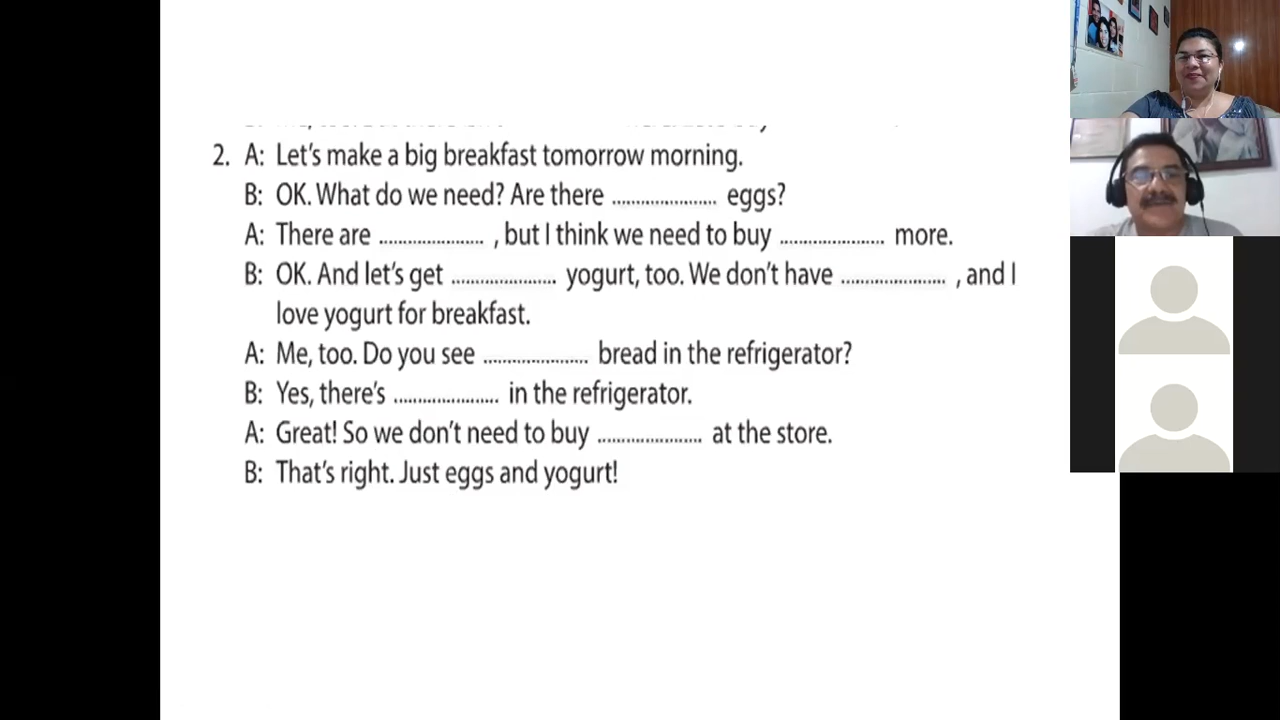 2. A: Let's make a big breakfast tomorrow morning.
B: OK. What do we need? Are there ...................... eggs?
A: There are ...................... , but I think we need to buy ...................... more.
B: OK. And let's get ...................... yogurt, too. We don't have ...................... , and I
love yogurt for breakfast.
A: Me, too. Do you see ...................... bread in the refrigerator?
B: Yes, there's ...................... in the refrigerator.
A: Great! So we don't need to buy ...................... at the store.
B: That's right. Just eggs and yogurt!